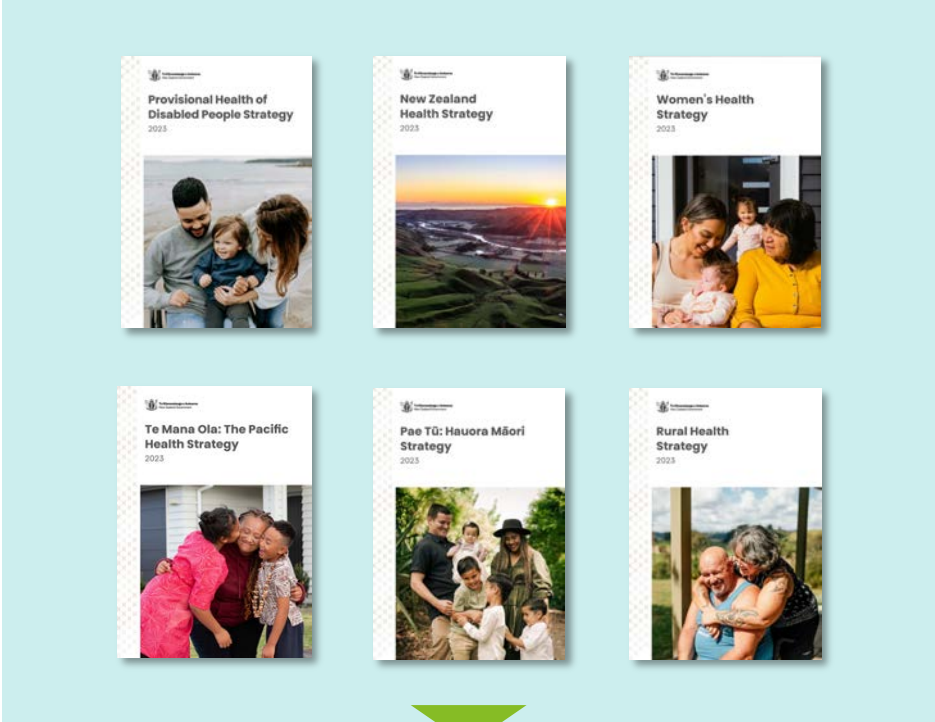 Provisional Health of
Disabled People Strategy
2023
New Zealand
Health Strategy
2023
Women's Health
Strategy
2023
Te Mana Ola: The Pacific
Health Strategy
2023
Pae Tū: Hauora Māori
Strategy
2023
Rural Health
Strategy
2023